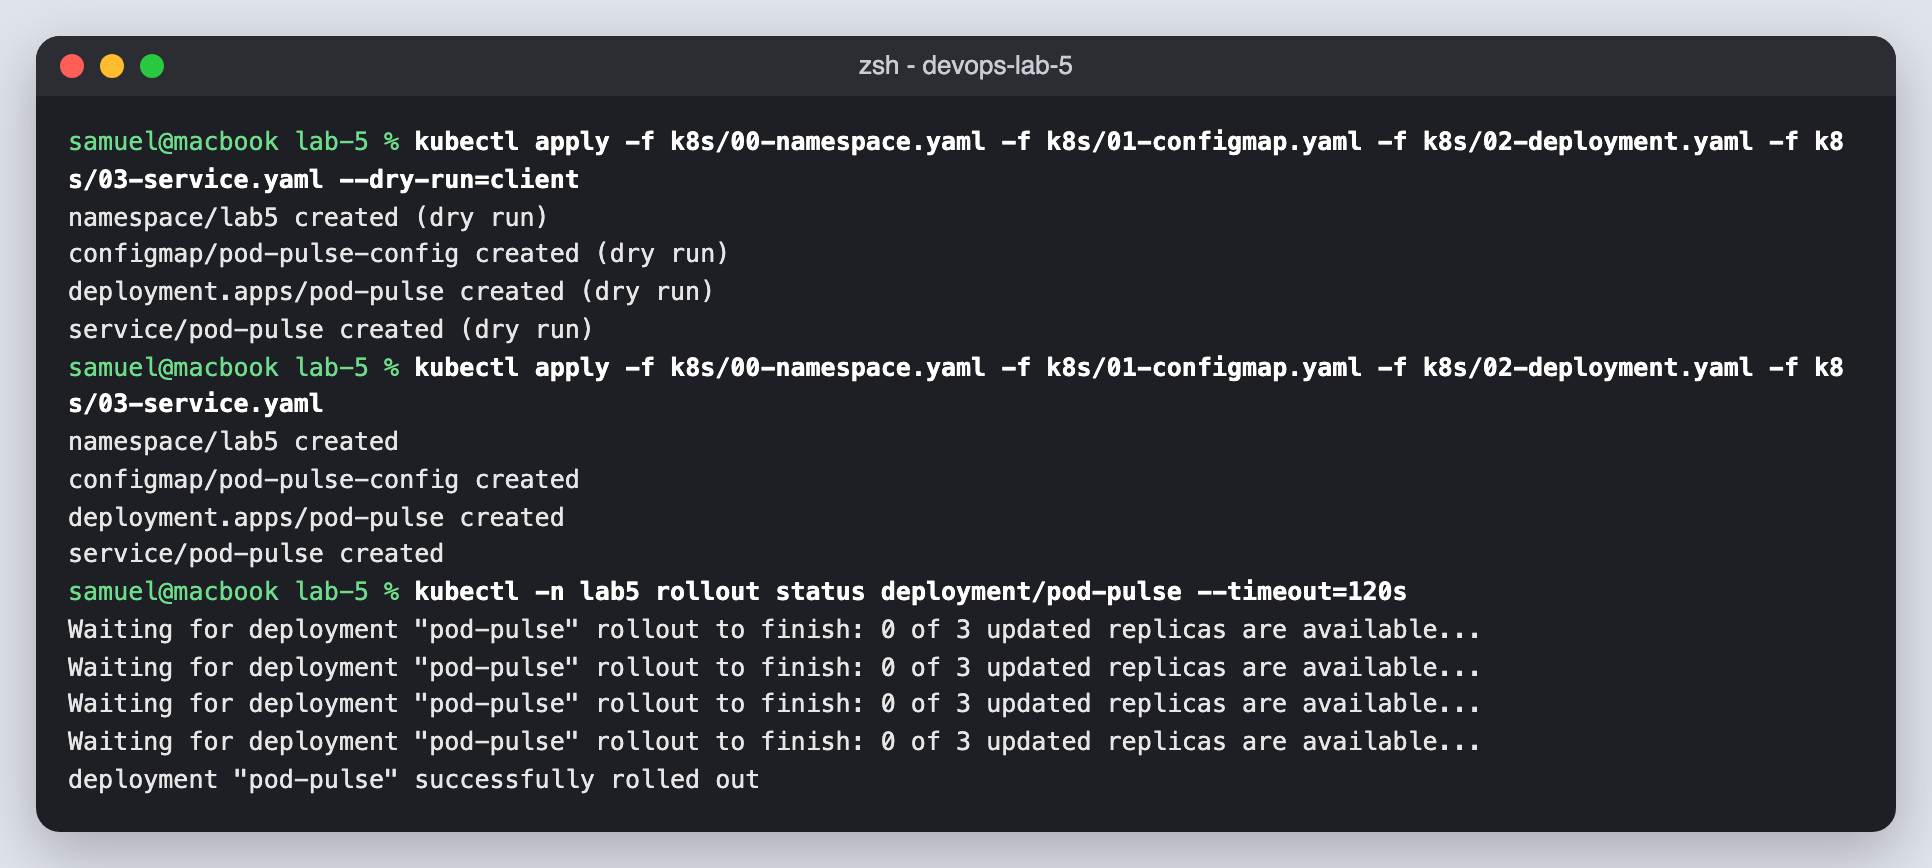 zsh - devops-lab-5
samuel@macbook lab-5 % kubectl apply -f k8s/00-namespace.yaml -f k8s/01-configmap.yaml -f k8s/02-deployment.yaml -f k8
s/03-service.yaml --dry-run=client
namespace/lab5 created (dry run)
configmap/pod-pulse-config created (dry run)
deployment.apps/pod-pulse created (dry run)
service/pod-pulse created (dry run)
samuel@macbook lab-5 % kubectl apply -f k8s/00-namespace.yaml -f k8s/01-configmap.yaml -f k8s/02-deployment.yaml -f k8
s/03-service.yaml
namespace/lab5 created
configmap/pod-pulse-config created
deployment.apps/pod-pulse created
service/pod-pulse created
samuel@macbook lab-5 % kubectl -n lab5 rollout status deployment/pod-pulse --timeout=120s
Waiting for deployment "pod-pulse" rollout to finish: 0 of 3 updated replicas are available...
Waiting for deployment "pod-pulse" rollout to finish: 0 of 3 updated replicas are available...
Waiting for deployment "pod-pulse" rollout to finish: 0 of 3 updated replicas are available...
Waiting for deployment "pod-pulse" rollout to finish: 0 of 3 updated replicas are available...
deployment "pod-pulse" successfully rolled out